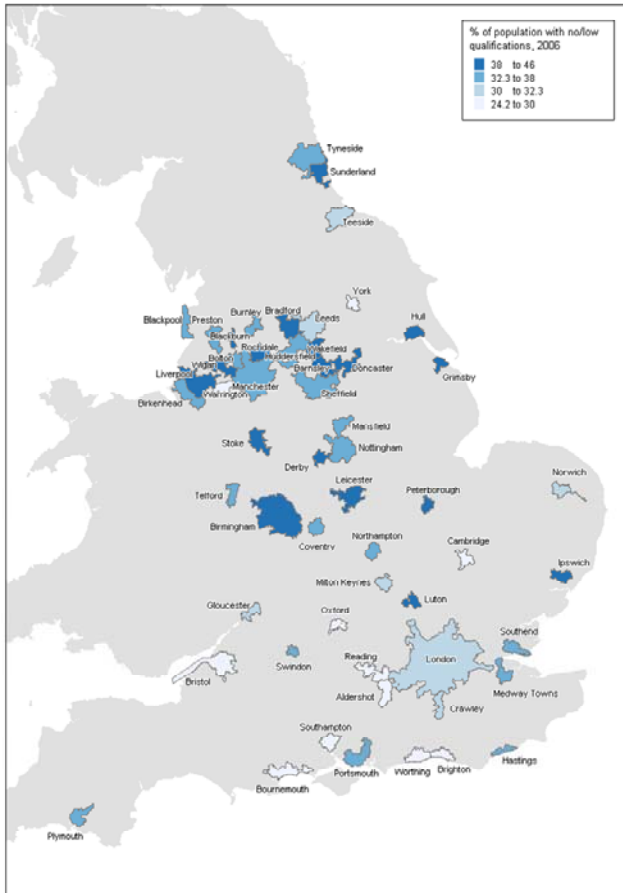 % of population with no/low
qualifications, 2006
38 to 46
32.3 to 38
30 to 32.3
24.2 to 30
Tyneside
Sunderland
Teeside
York
Blackpool
Preston
Burnley
Bradford
Leeds
Hull
Blackburn
Rochdale
Huddersfield
Wakefield
Bolton
Wigan
Liverpool
Barnsley
Doncaster
Grimsby
Manchester
Warrington
Sheffield
Birkenhead
Mansfield
Stoke
Nottingham
Derby
Leicester
Norwich
Telford
Peterborough
Birmingham
Coventry
Northampton
Cambridge
Ipswich
Milton Keynes
Luton
Gloucester
Oxford
Southend
London
Reading
Swindon
Bristol
Medway Towns
Aldershot
Crawley
Southampton
Hastings
Portsmouth
Worthing
Brighton
Bournemouth
Plymouth